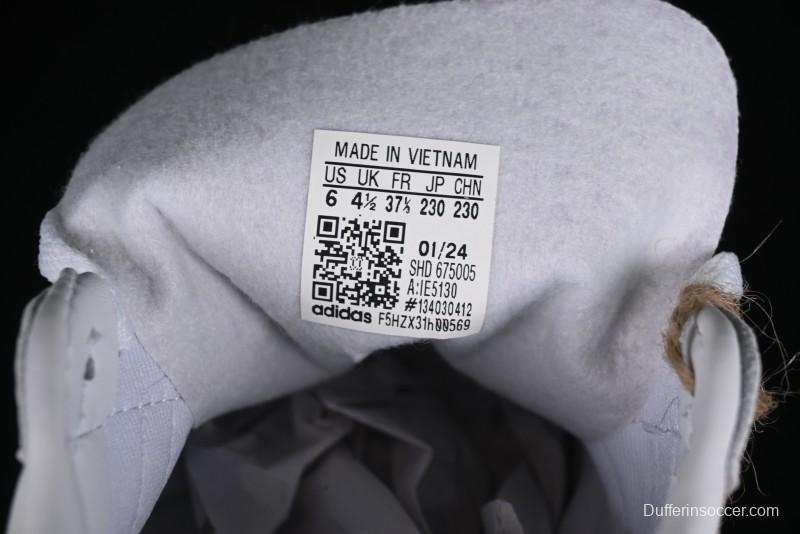 MADE IN VIETNAM
US UK FR JP CHN
6 4½ 37⅓ 230 230
01/24
SHD 675005
A:IE5130
#134030412
adidas F5HZX31h00569
Dufferinsoccer.com